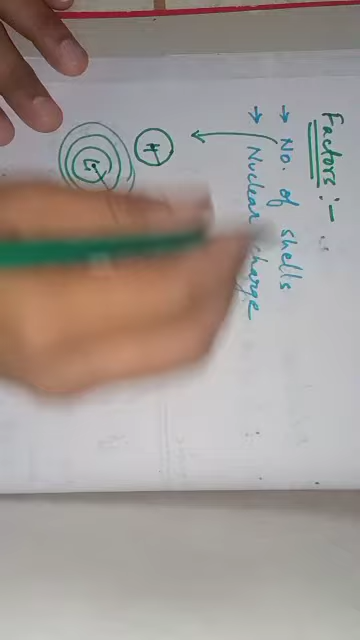 Factors :-
→ No. of shells
→ Nuclear charge
H